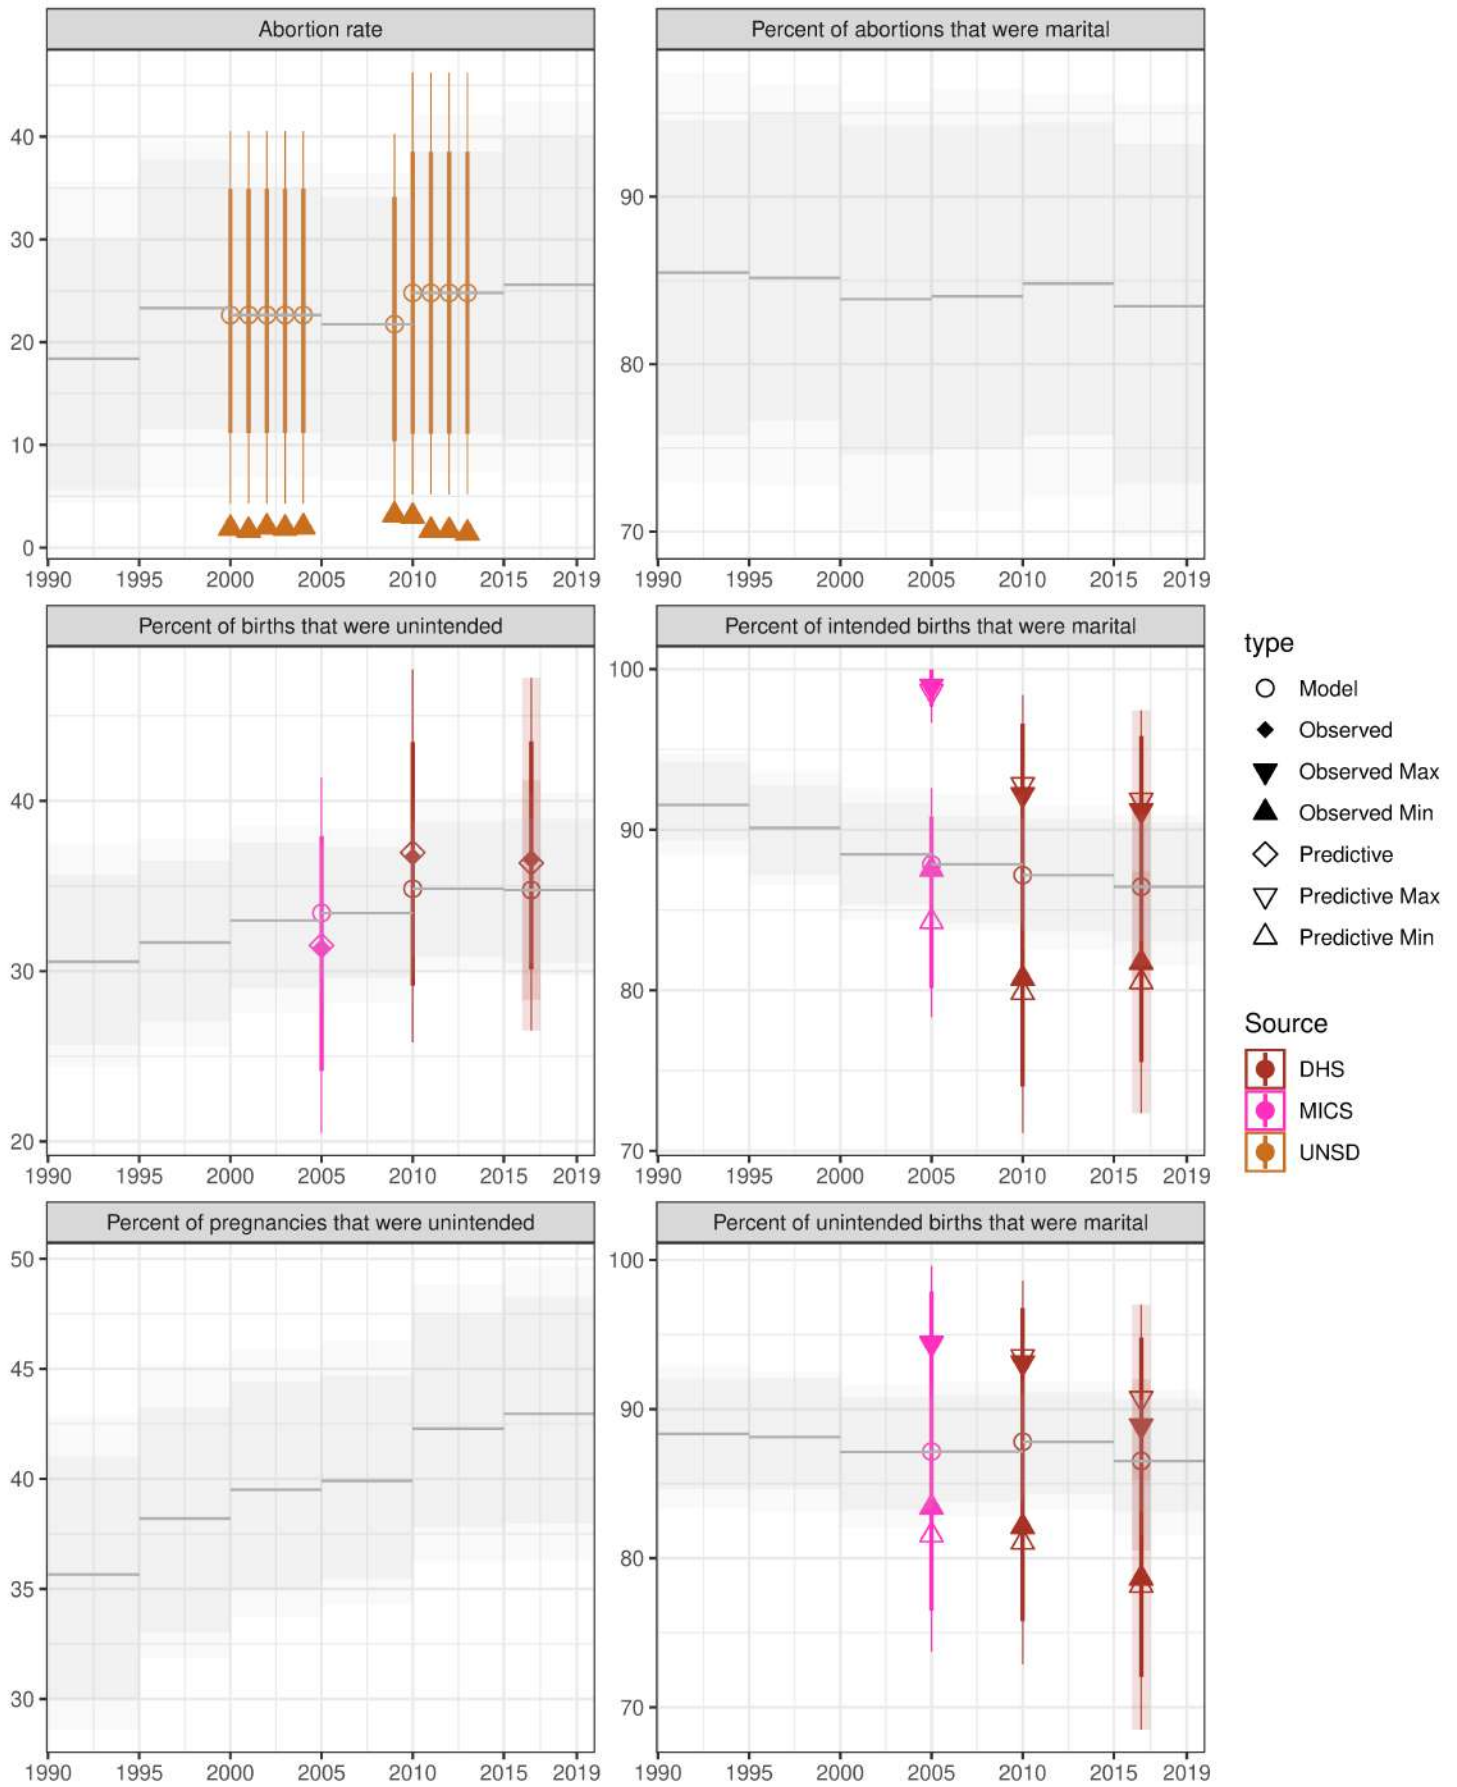 Abortion rate
40
30
20
10
0
1990 1995 2000 2005 2010 2015 2019
Percent of abortions that were marital
90
80
70
1990 1995 2000 2005 2010 2015 2019
Percent of births that were unintended
40
30
20
1990 1995 2000 2005 2010 2015 2019
Percent of intended births that were marital
100
90
80
70
1990 1995 2000 2005 2010 2015 2019
Percent of pregnancies that were unintended
50
45
40
35
30
1990 1995 2000 2005 2010 2015 2019
Percent of unintended births that were marital
100
90
80
70
1990 1995 2000 2005 2010 2015 2019
type
Model
Observed
Observed Max
Observed Min
Predictive
Predictive Max
Predictive Min
Source
DHS
MICS
UNSD